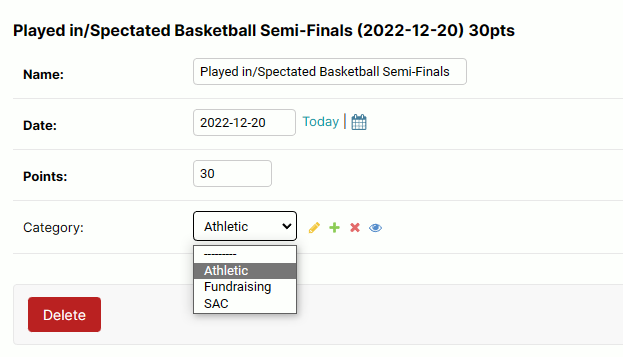 Played in/Spectated Basketball Semi-Finals (2022-12-20) 30pts
Name: Played in/Spectated Basketball Semi-Finals
Date: 2022-12-20 Today |
Points: 30
Category: Athletic
---------
Athletic
Fundraising
SAC
Delete